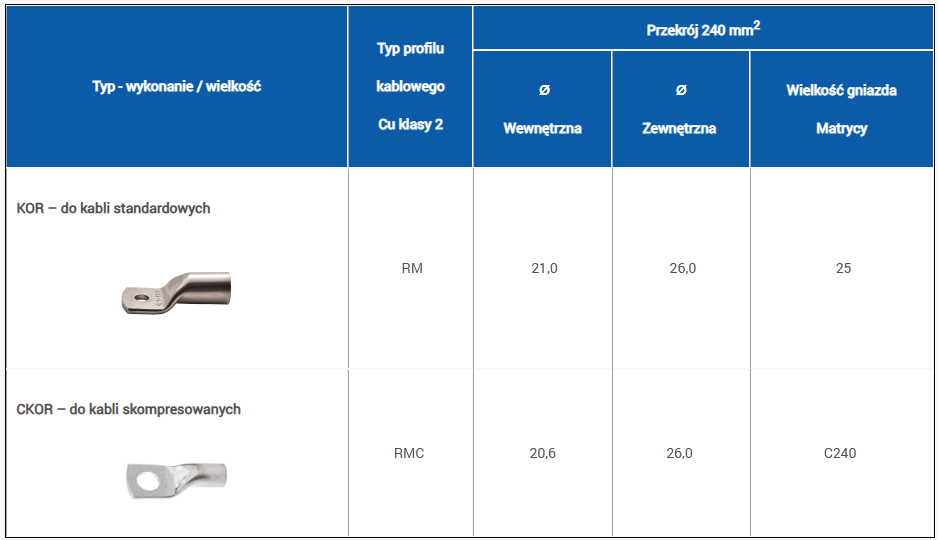 Typ - wykonanie / wielkość
Typ profilu
kablowego
Cu klasy 2
Przekrój 240 mm²
Ø
Wewnętrzna
Ø
Zewnętrzna
Wielkość gniazda
Matrycy
KOR – do kabli standardowych
RM
21,0
26,0
25
CKOR – do kabli skompresowanych
RMC
20,6
26,0
C240